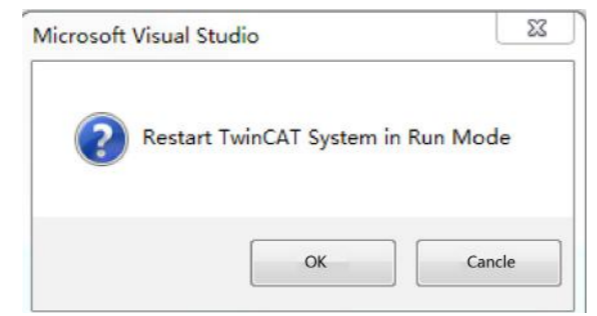 Microsoft Visual Studio
Restart TwinCAT System in Run Mode
OK
Cancle